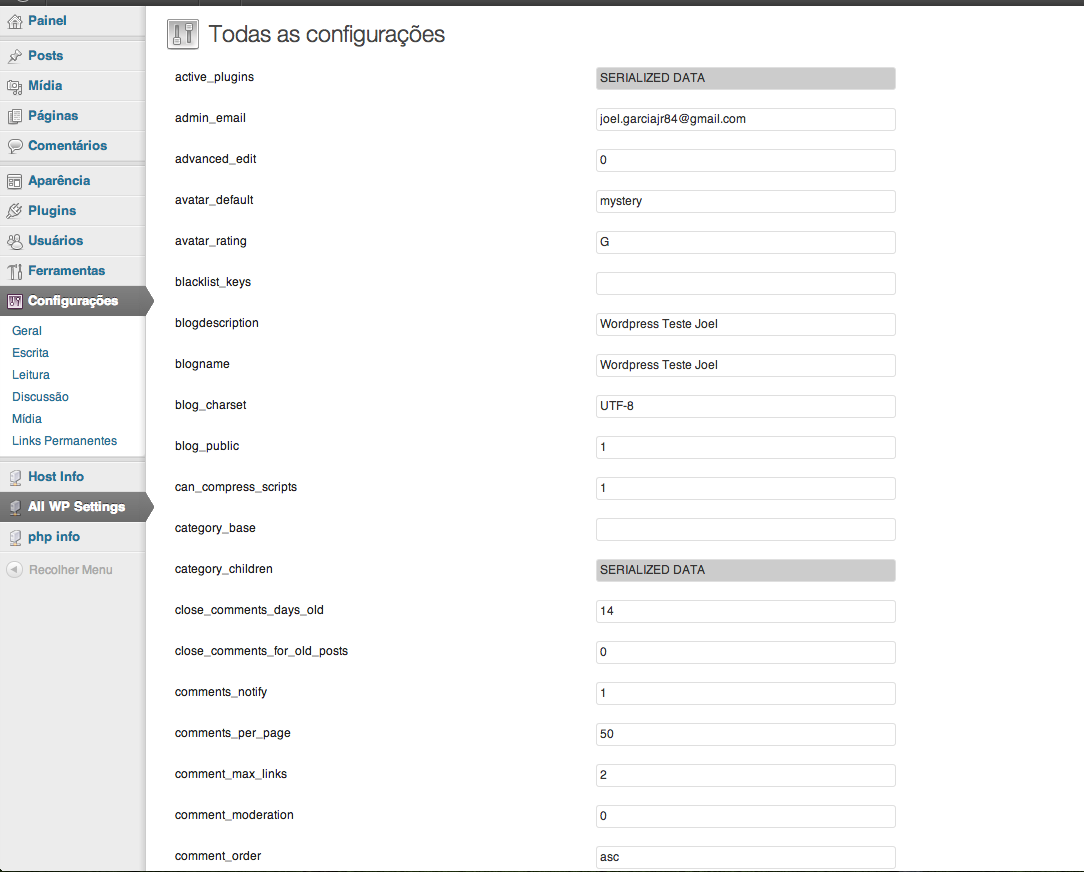 Painel
Posts
Mídia
Páginas
Comentários
Aparência
Plugins
Usuários
Ferramentas
Configurações
Geral
Escrita
Leitura
Discussão
Mídia
Links Permanentes
Host Info
All WP Settings
php info
Recolher Menu
Todas as configurações
active_plugins SERIALIZED DATA
admin_email joel.garciajr84@gmail.com
advanced_edit 0
avatar_default mystery
avatar_rating G
blacklist_keys
blogdescription Wordpress Teste Joel
blogname Wordpress Teste Joel
blog_charset UTF-8
blog_public 1
can_compress_scripts 1
category_base
category_children SERIALIZED DATA
close_comments_days_old 14
close_comments_for_old_posts 0
comments_notify 1
comments_per_page 50
comment_max_links 2
comment_moderation 0
comment_order asc